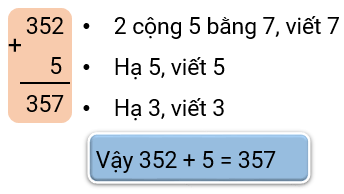 352
+
5
357
• 2 cộng 5 bằng 7, viết 7
• Hạ 5, viết 5
• Hạ 3, viết 3
Vậy 352 + 5 = 357